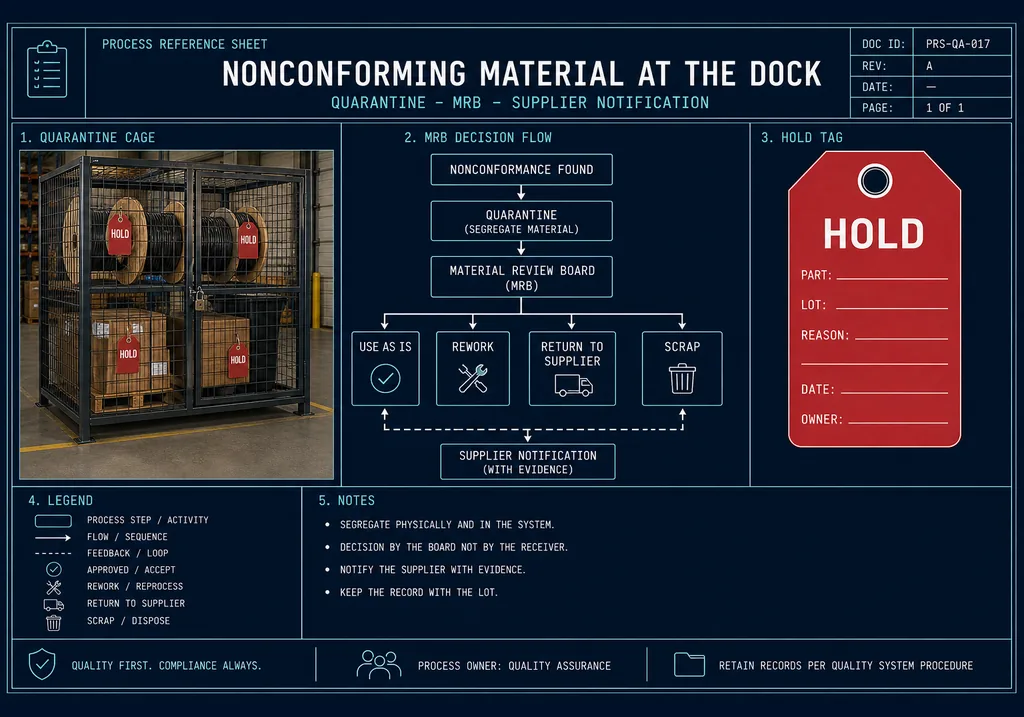 PROCESS REFERENCE SHEET
NONCONFORMING MATERIAL AT THE DOCK
QUARANTINE – MRB – SUPPLIER NOTIFICATION
DOC ID: PRS-QA-017
REV: A
DATE: —
PAGE: 1 OF 1
1. QUARANTINE CAGE
HOLD
HOLD
HOLD
HOLD
2. MRB DECISION FLOW
NONCONFORMANCE FOUND
QUARANTINE
(SEGREGATE MATERIAL)
MATERIAL REVIEW BOARD
(MRB)
USE AS IS
REWORK
RETURN TO
SUPPLIER
SCRAP
SUPPLIER NOTIFICATION
(WITH EVIDENCE)
3. HOLD TAG
HOLD
PART:
LOT:
REASON:
DATE:
OWNER:
4. LEGEND
PROCESS STEP / ACTIVITY
FLOW / SEQUENCE
FEEDBACK / LOOP
APPROVED / ACCEPT
REWORK / REPROCESS
RETURN TO SUPPLIER
SCRAP / DISPOSE
5. NOTES
• SEGREGATE PHYSICALLY AND IN THE SYSTEM.
• DECISION BY THE BOARD NOT BY THE RECEIVER.
• NOTIFY THE SUPPLIER WITH EVIDENCE.
• KEEP THE RECORD WITH THE LOT.
QUALITY FIRST. COMPLIANCE ALWAYS.
PROCESS OWNER: QUALITY ASSURANCE
RETAIN RECORDS PER QUALITY SYSTEM PROCEDURE